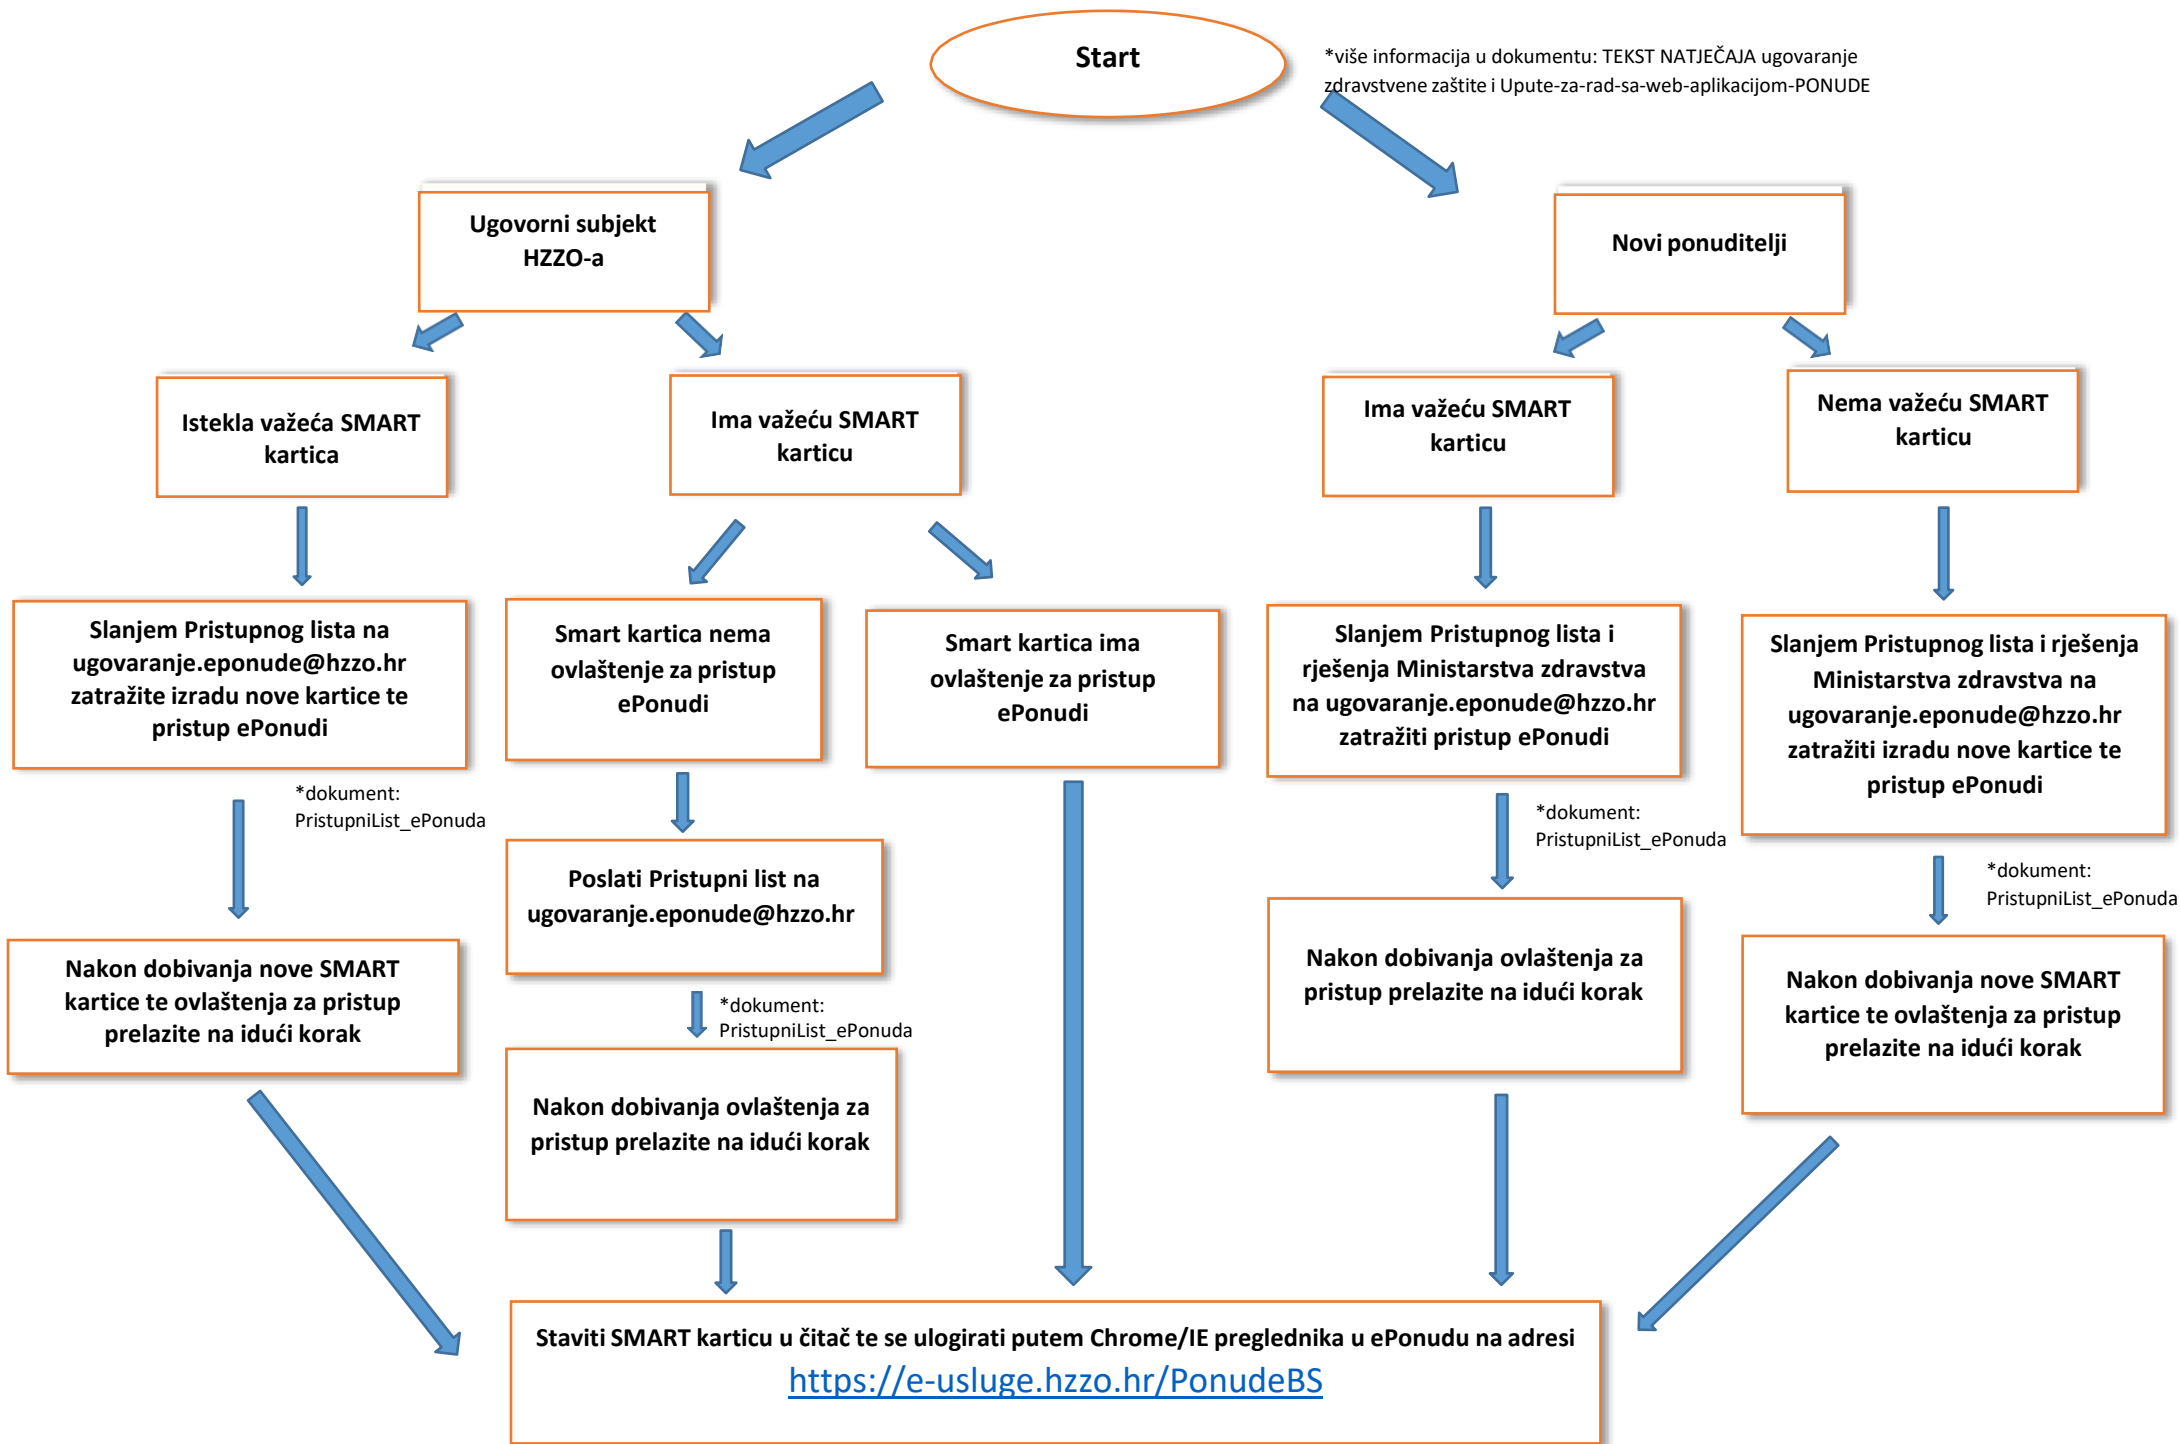 Start
*više informacija u dokumentu: TEKST NATJEČAJA ugovaranje
zdravstvene zaštite i Upute-za-rad-sa-web-aplikacijom-PONUDE
Ugovorni subjekt
HZZO-a
Novi ponuditelji
Istekla važeća SMART
kartica
Ima važeću SMART
karticu
Ima važeću SMART
karticu
Nema važeću SMART
karticu
Slanjem Pristupnog lista na
ugovaranje.eponude@hzzo.hr
zatražite izradu nove kartice te
pristup ePonudi
Smart kartica nema
ovlaštenje za pristup
ePonudi
Smart kartica ima
ovlaštenje za pristup
ePonudi
Slanjem Pristupnog lista i
rješenja Ministarstva zdravstva
na ugovaranje.eponude@hzzo.hr
zatražiti pristup ePonudi
Slanjem Pristupnog lista i rješenja
Ministarstva zdravstva na
ugovaranje.eponude@hzzo.hr
zatražiti izradu nove kartice te
pristup ePonudi
*dokument:
PristupniList_ePonuda
Poslati Pristupni list na
ugovaranje.eponude@hzzo.hr
*dokument:
PristupniList_ePonuda
*dokument:
PristupniList_ePonuda
Nakon dobivanja nove SMART
kartice te ovlaštenja za pristup
prelazite na idući korak
*dokument:
PristupniList_ePonuda
Nakon dobivanja ovlaštenja za
pristup prelazite na idući korak
Nakon dobivanja ovlaštenja za
pristup prelazite na idući korak
Nakon dobivanja nove SMART
kartice te ovlaštenja za pristup
prelazite na idući korak
Staviti SMART karticu u čitač te se ulogirati putem Chrome/IE preglednika u ePonudu na adresi
https://e-usluge.hzzo.hr/PonudeBS